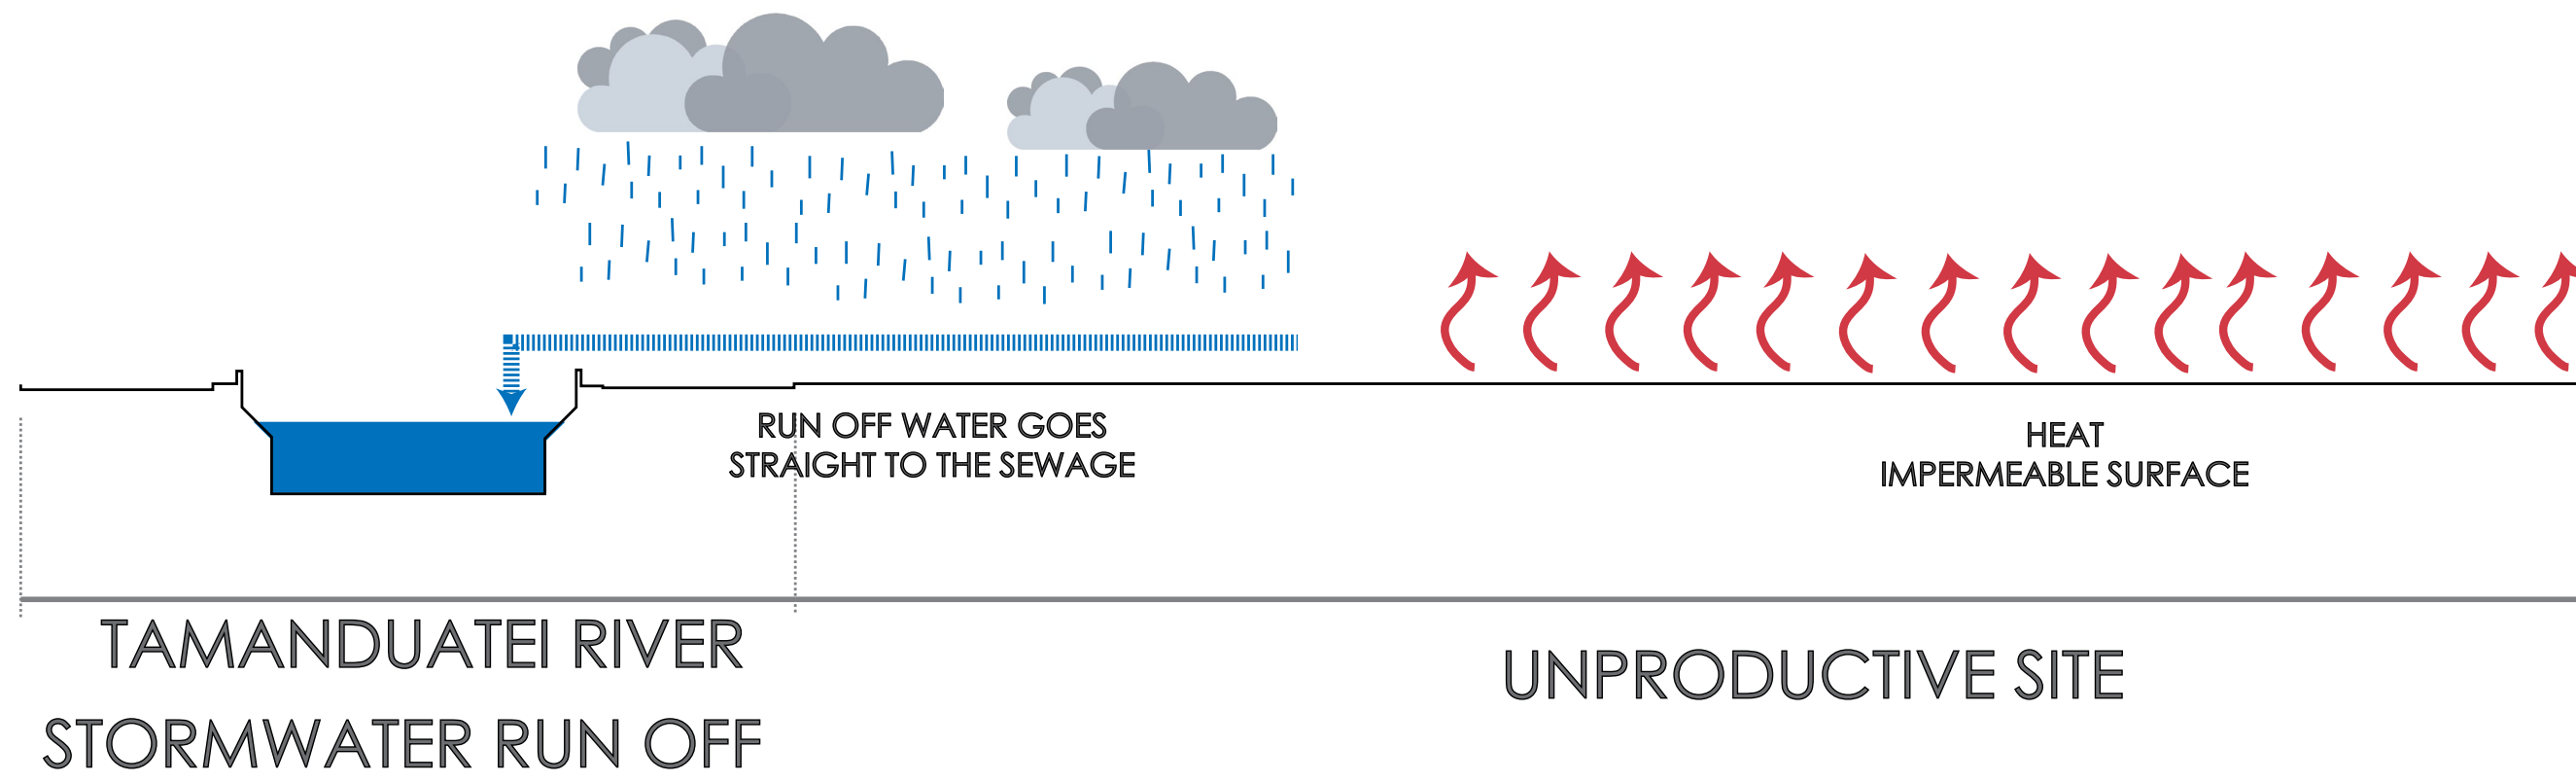 RUN OFF WATER GOES
STRAIGHT TO THE SEWAGE
HEAT
IMPERMEABLE SURFACE
TAMANDUATEI RIVER
STORMWATER RUN OFF
UNPRODUCTIVE SITE